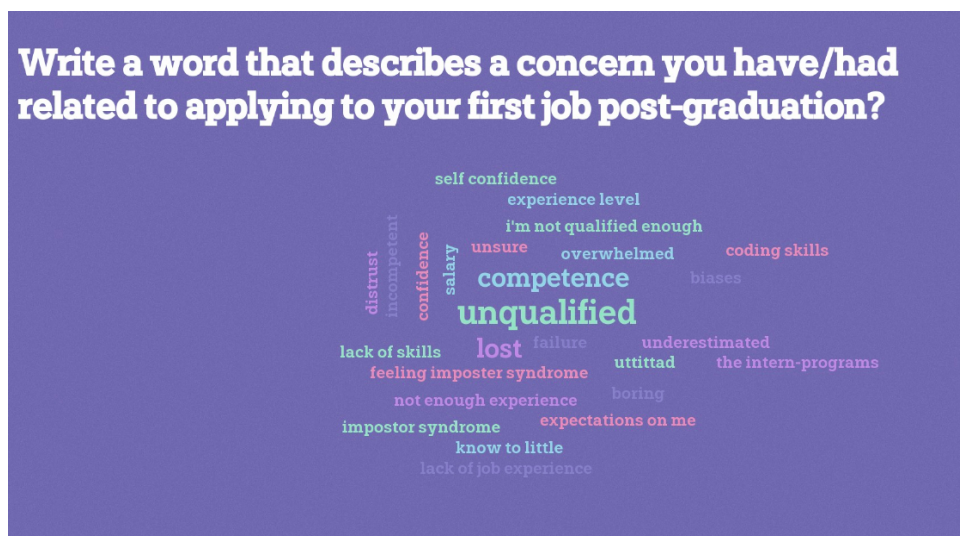 Write a word that describes a concern you have/had
related to applying to your first job post-graduation?
self confidence
experience level
i'm not qualified enough
unsure
overwhelmed
coding skills
distrust
incompetent
confidence
salary
competence
biases
unqualified
lost
failure
underestimated
lack of skills
uttittad
the intern-programs
feeling imposter syndrome
not enough experience
boring
impostor syndrome
expectations on me
know to little
lack of job experience